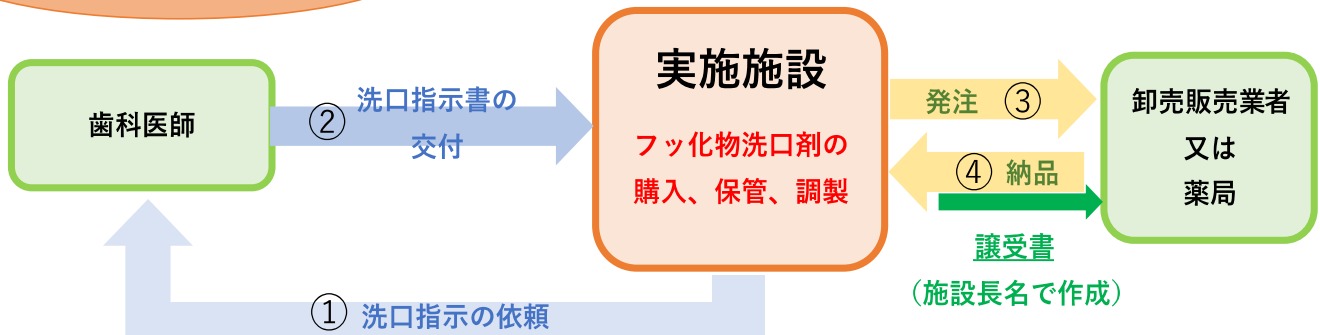 歯科医師
② 洗口指示書の
交付
実施施設
フッ化物洗口剤の
購入、保管、調製
発注 ③
④ 納品
卸売販売業者
又は
薬局
譲受書
（施設長名で作成）
① 洗口指示の依頼